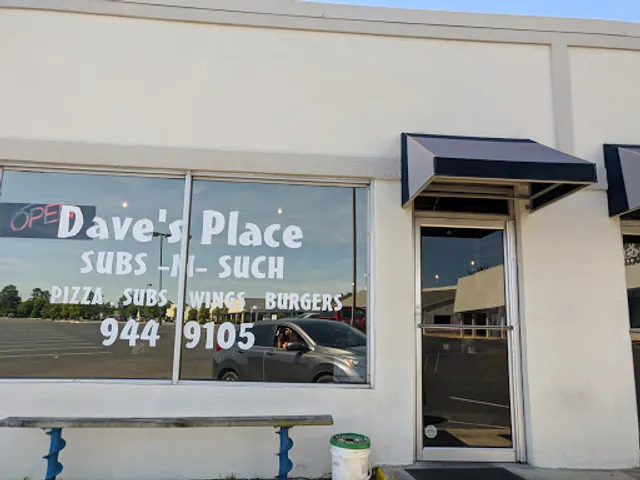 OPEN
Dave's Place
SUBS -N- SUCH
PIZZA SUBS WINGS BURGERS
944 9105